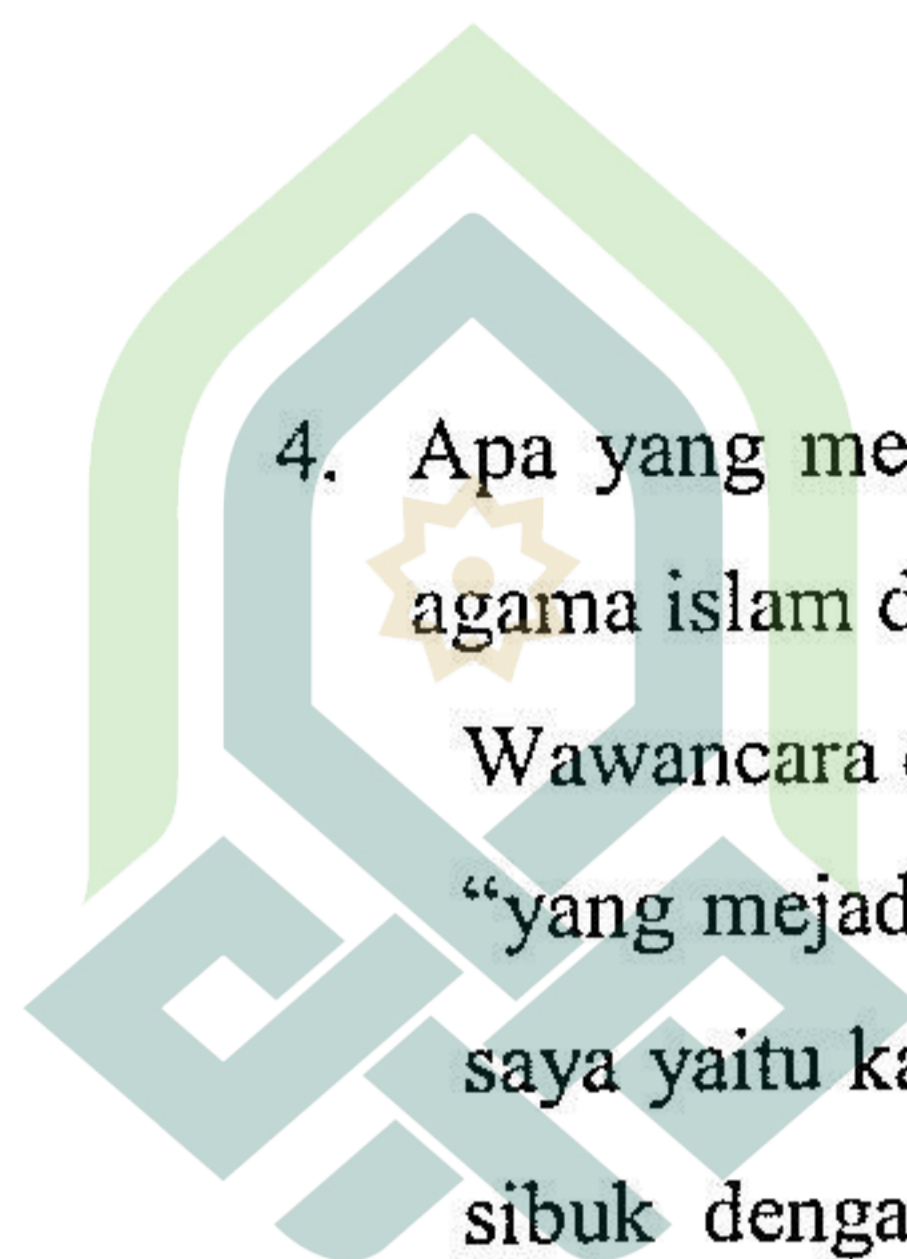 4. Apa yang me
agama islam d
Wawancara
“yang mejad
saya yaitu ka
sibuk denga